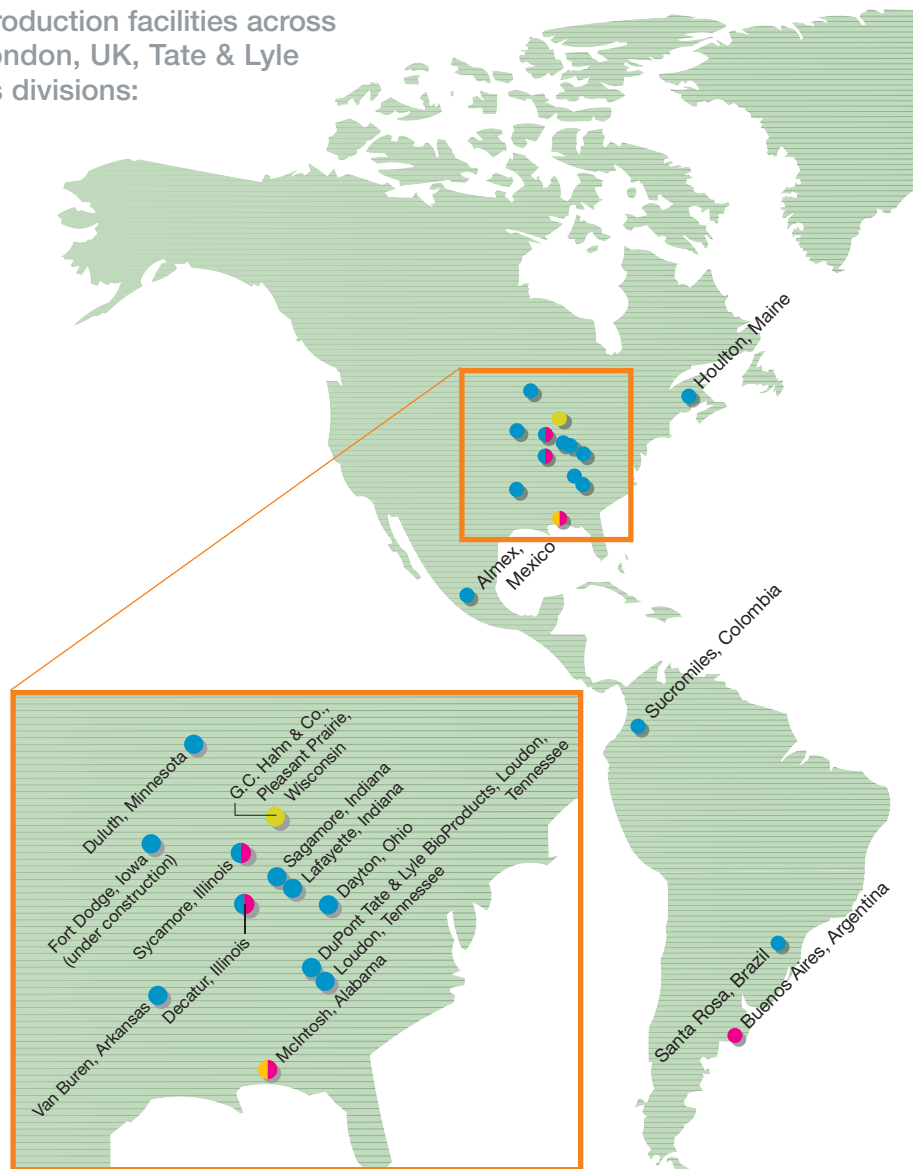 roduction facilities across
ondon, UK, Tate & Lyle
s divisions:
Houlton, Maine
Almex,
Mexico
Sucromiles, Colombia
Santa Rosa, Brazil
Buenos Aires, Argentina
Duluth, Minnesota
G.C. Hahn & Co.,
Pleasant Prairie,
Wisconsin
Fort Dodge, Iowa
(under construction)
Sycamore, Illinois
Sagamore, Indiana
Lafayette, Indiana
Decatur, Illinois
Dayton, Ohio
DuPont Tate & Lyle BioProducts, Loudon,
Tennessee
Loudon, Tennessee
Van Buren, Arkansas
McIntosh, Alabama